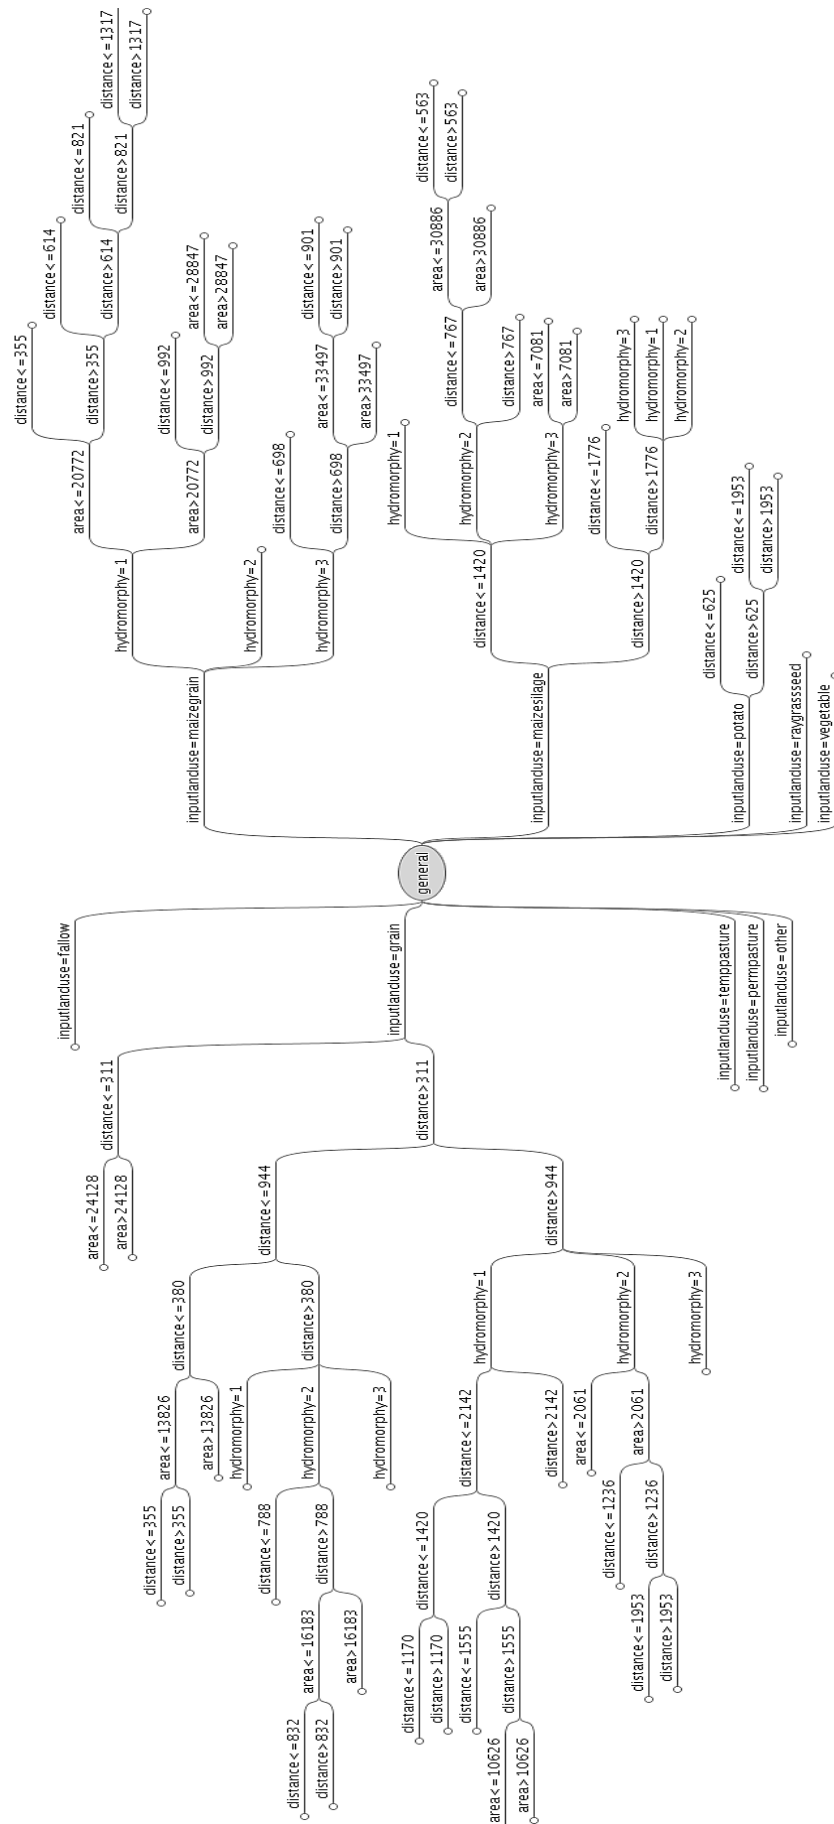 distance<=1317
distance>1317
distance<=821
distance>821
distance<=614
distance>614
distance<=355
distance>355
area<=20772
area<=28847
area>28847
distance<=992
distance>992
area>20772
hydromorphy=1
hydromorphy=2
distance<=901
distance>901
area<=33497
area>33497
distance<=698
distance>698
hydromorphy=3
inputlanduse=maizegrain
distance<=563
distance>563
area<=30886
area>30886
distance<=767
distance>767
hydromorphy=1
hydromorphy=2
area<=7081
area>7081
hydromorphy=3
distance<=1420
hydromorphy=3
hydromorphy=1
hydromorphy=2
distance<=1776
distance>1776
distance>1420
inputlanduse=maizesilage
distance<=1953
distance>1953
distance<=625
distance>625
inputlanduse=potato
inputlanduse=raygrassseed
inputlanduse=vegetable
general
inputlanduse=fallow
inputlanduse=grain
inputlanduse=temppasture
inputlanduse=permpasture
inputlanduse=other
distance<=311
area<=24128
area>24128
distance>311
distance<=944
distance<=380
area<=13826
distance<=355
distance>355
area>13826
distance>380
hydromorphy=1
hydromorphy=2
distance<=788
distance>788
area<=16183
distance<=832
distance>832
area>16183
hydromorphy=3
distance>944
hydromorphy=1
distance<=2142
distance<=1420
distance<=1170
distance>1170
distance>1420
distance<=1555
distance>1555
area<=10626
area>10626
distance>2142
hydromorphy=2
area<=2061
area>2061
distance<=1236
distance>1236
distance<=1953
distance>1953
hydromorphy=3